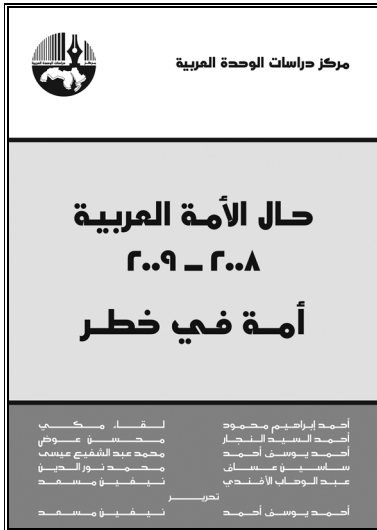 مركز دراسات الوحدة العربية
حال الأمة العربية
٢٠٠٨ – ٢٠٠٩
أمة في خطر
أحمد إبراهيم محمود
أحمد السيد النجار
أحمد يوسف أحمد
ساسين عساف
عبد الوهاب الأفندي
لقاء مكي
محسن عوض
محمد عبد الشفيع عيسى
محمد نور الدين
نيفين مسعد
تحرير
أحمد يوسف أحمد
نيفين مسعد